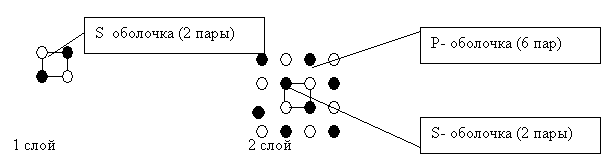 S оболочка (2 пары)
P- оболочка (6 пар)
S- оболочка (2 пары)
1 слой
2 слой